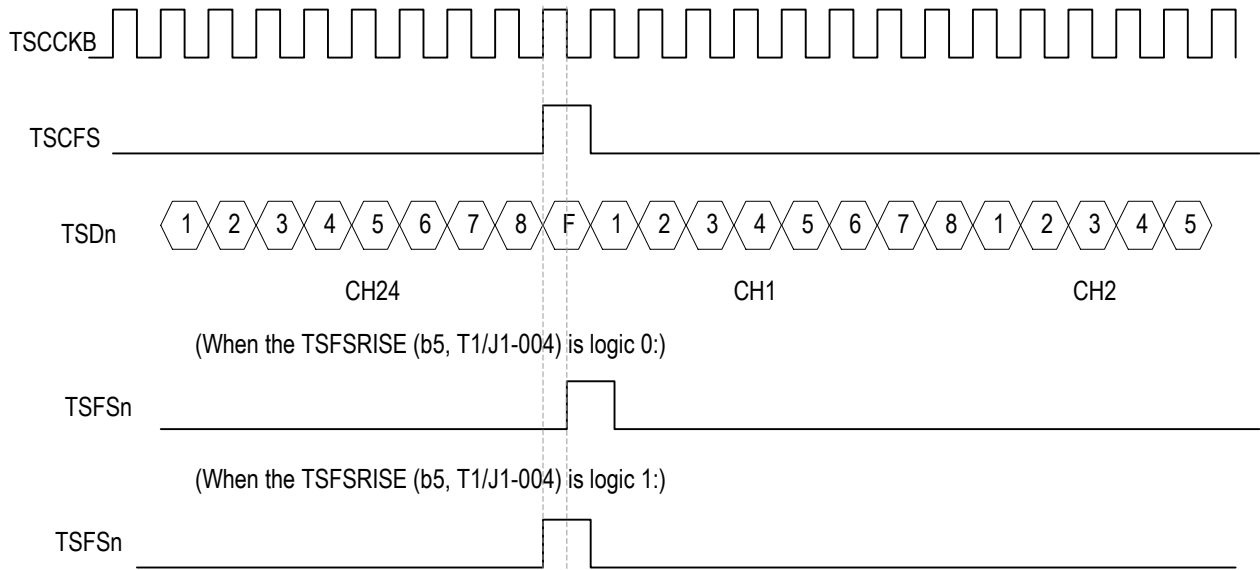 TSCCKB
TSCFS
TSDn 1 2 3 4 5 6 7 8 F 1 2 3 4 5 6 7 8 1 2 3 4 5
CH24 CH1 CH2
(When the TSFSRISE (b5, T1/J1-004) is logic 0:)
TSFSn
(When the TSFSRISE (b5, T1/J1-004) is logic 1:)
TSFSn